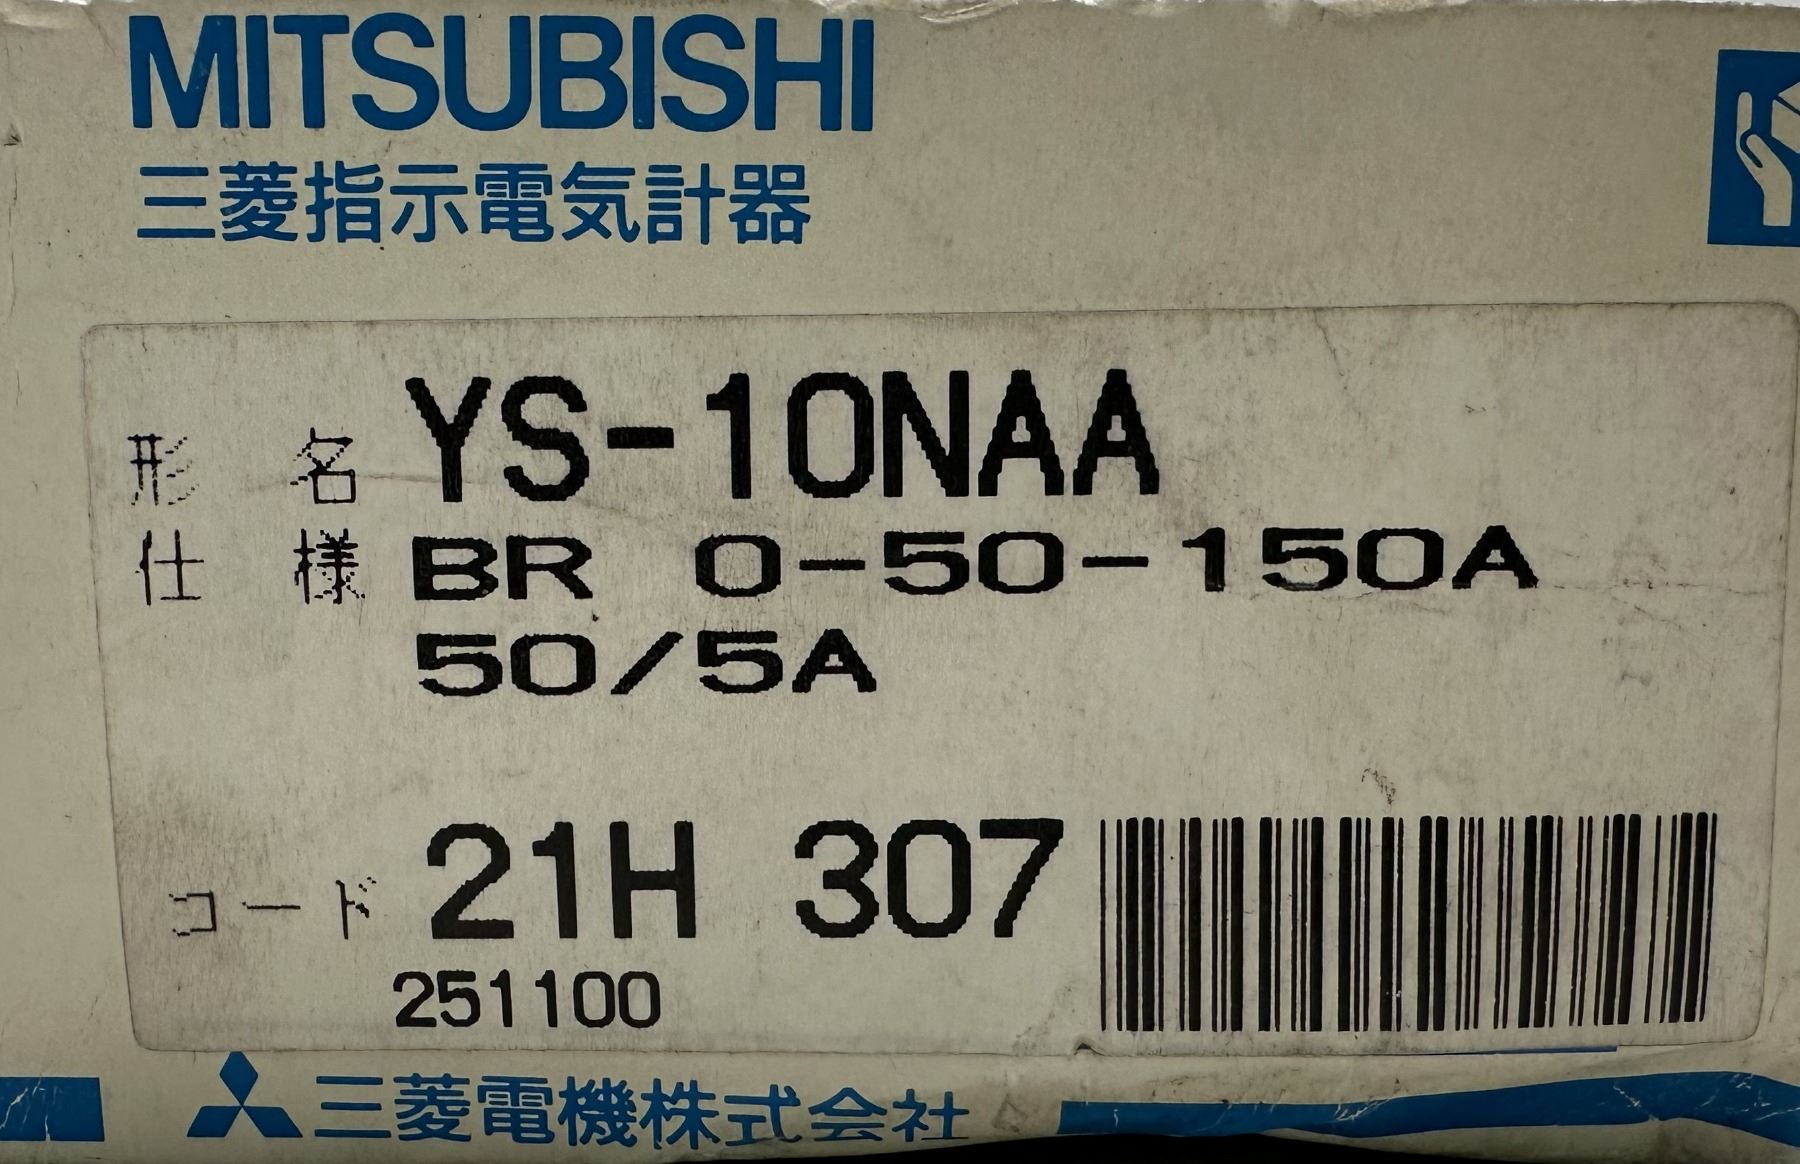 MITSUBISHI
三菱指示電気計器
形 名 YS-10NAA
仕 様 BR 0-50-150A
50/5A
コード 21H 307
251100
三菱電機株式会社